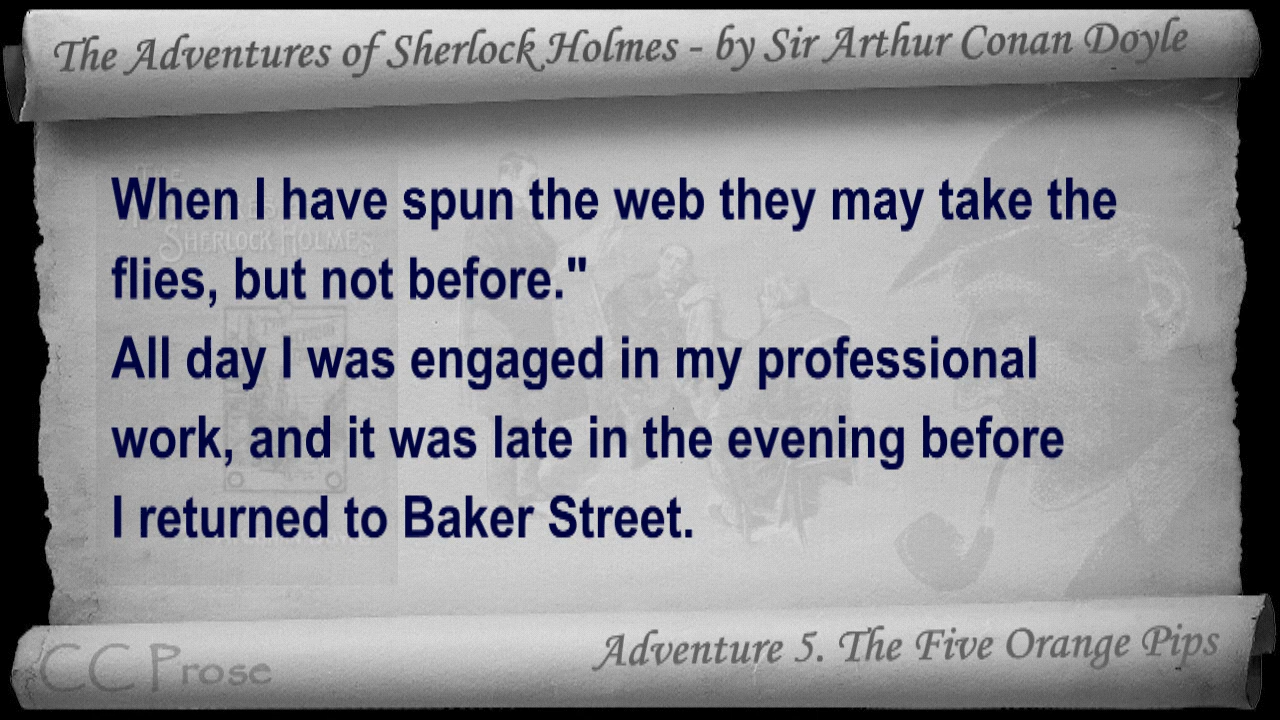 The Adventures of Sherlock Holmes - by Sir Arthur Conan Doyle
SHERLOCK HOLMES
When I have spun the web they may take the
flies, but not before."
All day I was engaged in my professional
work, and it was late in the evening before
I returned to Baker Street.
CC Prose
Adventure 5. The Five Orange Pips